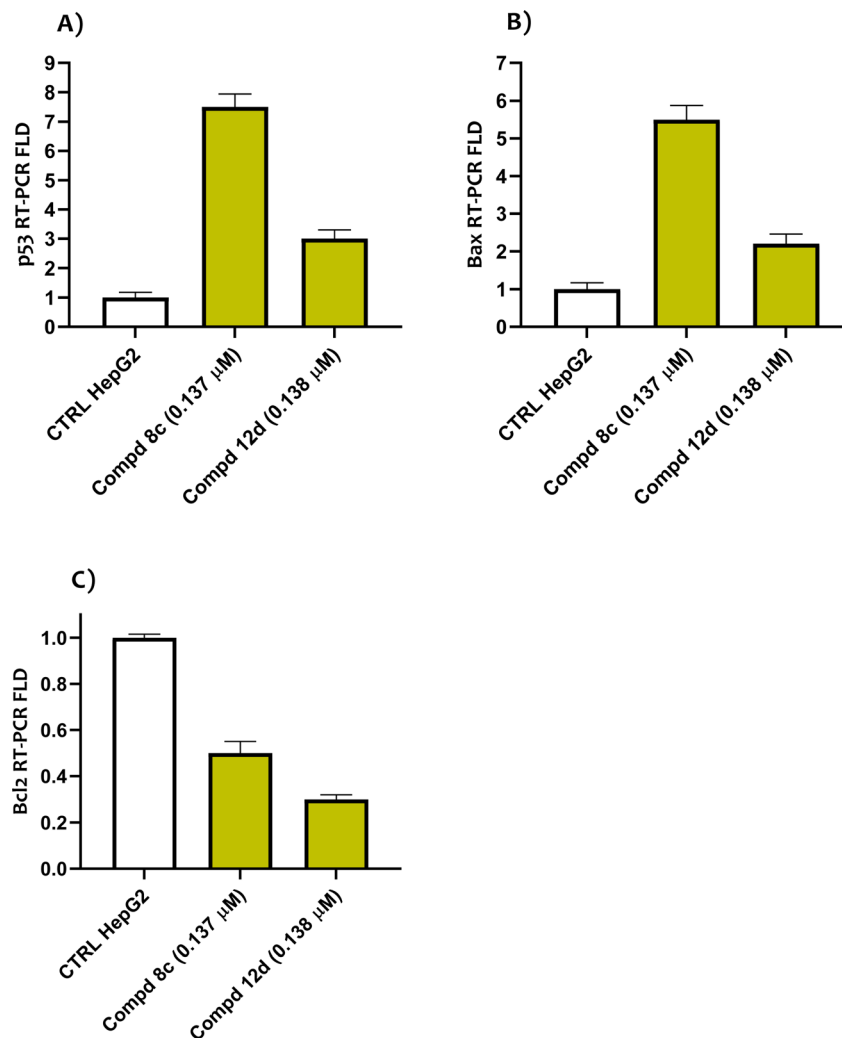 A)
p53 RT-PCR FLD
9
8
7
6
5
4
3
2
1
0
CTRL HepG2
Compd 8c (0.137 μM)
Compd 12d (0.138 μM)
B)
Bax RT-PCR FLD
7
6
5
4
3
2
1
0
CTRL HepG2
Compd 8c (0.137 μM)
Compd 12d (0.138 μM)
C)
Bcl2 RT-PCR FLD
1.0
0.8
0.6
0.4
0.2
0.0
CTRL HepG2
Compd 8c (0.137 μM)
Compd 12d (0.138 μM)